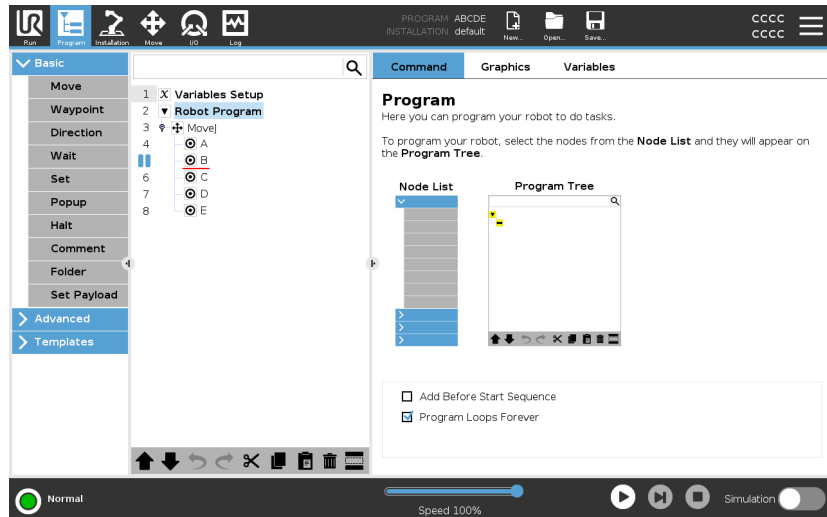 UR
PROGRAM ABCDE
INSTALLATION default
CCCC
CCCC
Run Program Installation Move I/O Log New... Open... Save...
Basic
Move
Waypoint
Direction
Wait
Set
Popup
Halt
Comment
Folder
Set Payload
Advanced
Templates
1 X Variables Setup
2 Robot Program
3 MoveJ
4 A
B
6 C
7 D
8 E
Command Graphics Variables
Program
Here you can program your robot to do tasks.
To program your robot, select the nodes from the Node List and they will appear on
the Program Tree.
Node List Program Tree
Add Before Start Sequence
Program Loops Forever
Normal
Speed 100%
Simulation